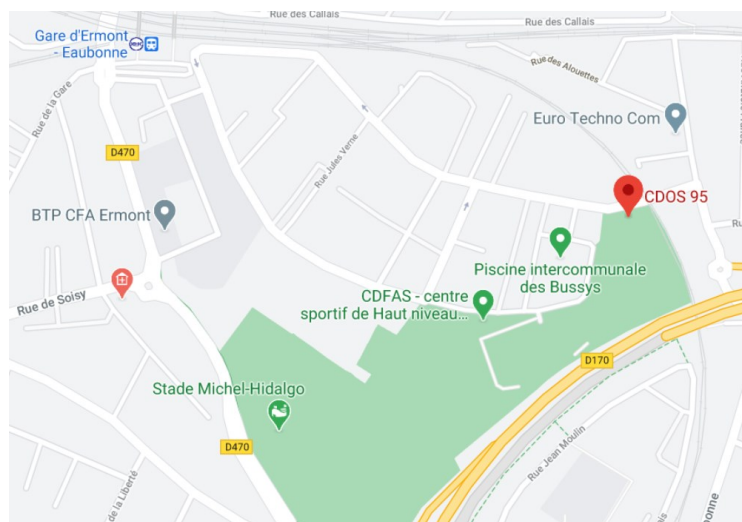 Rue des Callais
Rue des Callais
Gare d'Ermont
- Eaubonne
Rue des Alouettes
Rue de la Gare
Euro Techno Com
D470
Rue Jules Verne
CDOS 95
BTP CFA Ermont
Piscine intercommunale
des Bussys
CDFAS - centre
sportif de Haut niveau...
Rue de Soisy
D170
Stade Michel-Hidalgo
D470
Rue Jean Moulin
de la Liberté
bonne